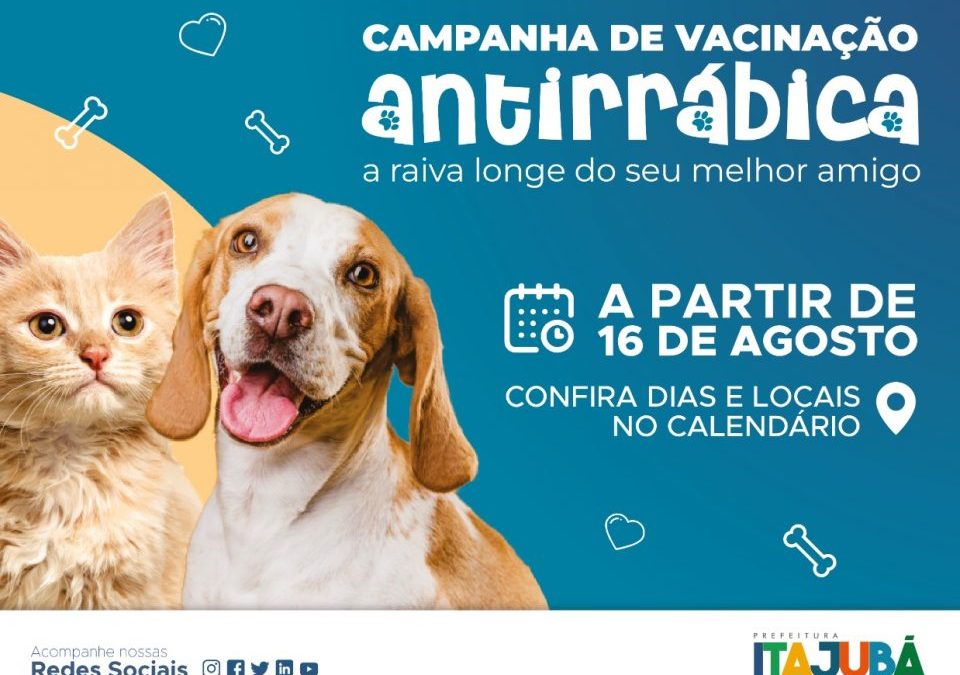 CAMPANHA DE VACINAÇÃO
antirrábica
a raiva longe do seu melhor amigo
A PARTIR DE
16 DE AGOSTO
CONFIRA DIAS E LOCAIS
NO CALENDÁRIO
Acompanhe nossas
Redes Sociais
PREFEITURA
ITAJUBÁ